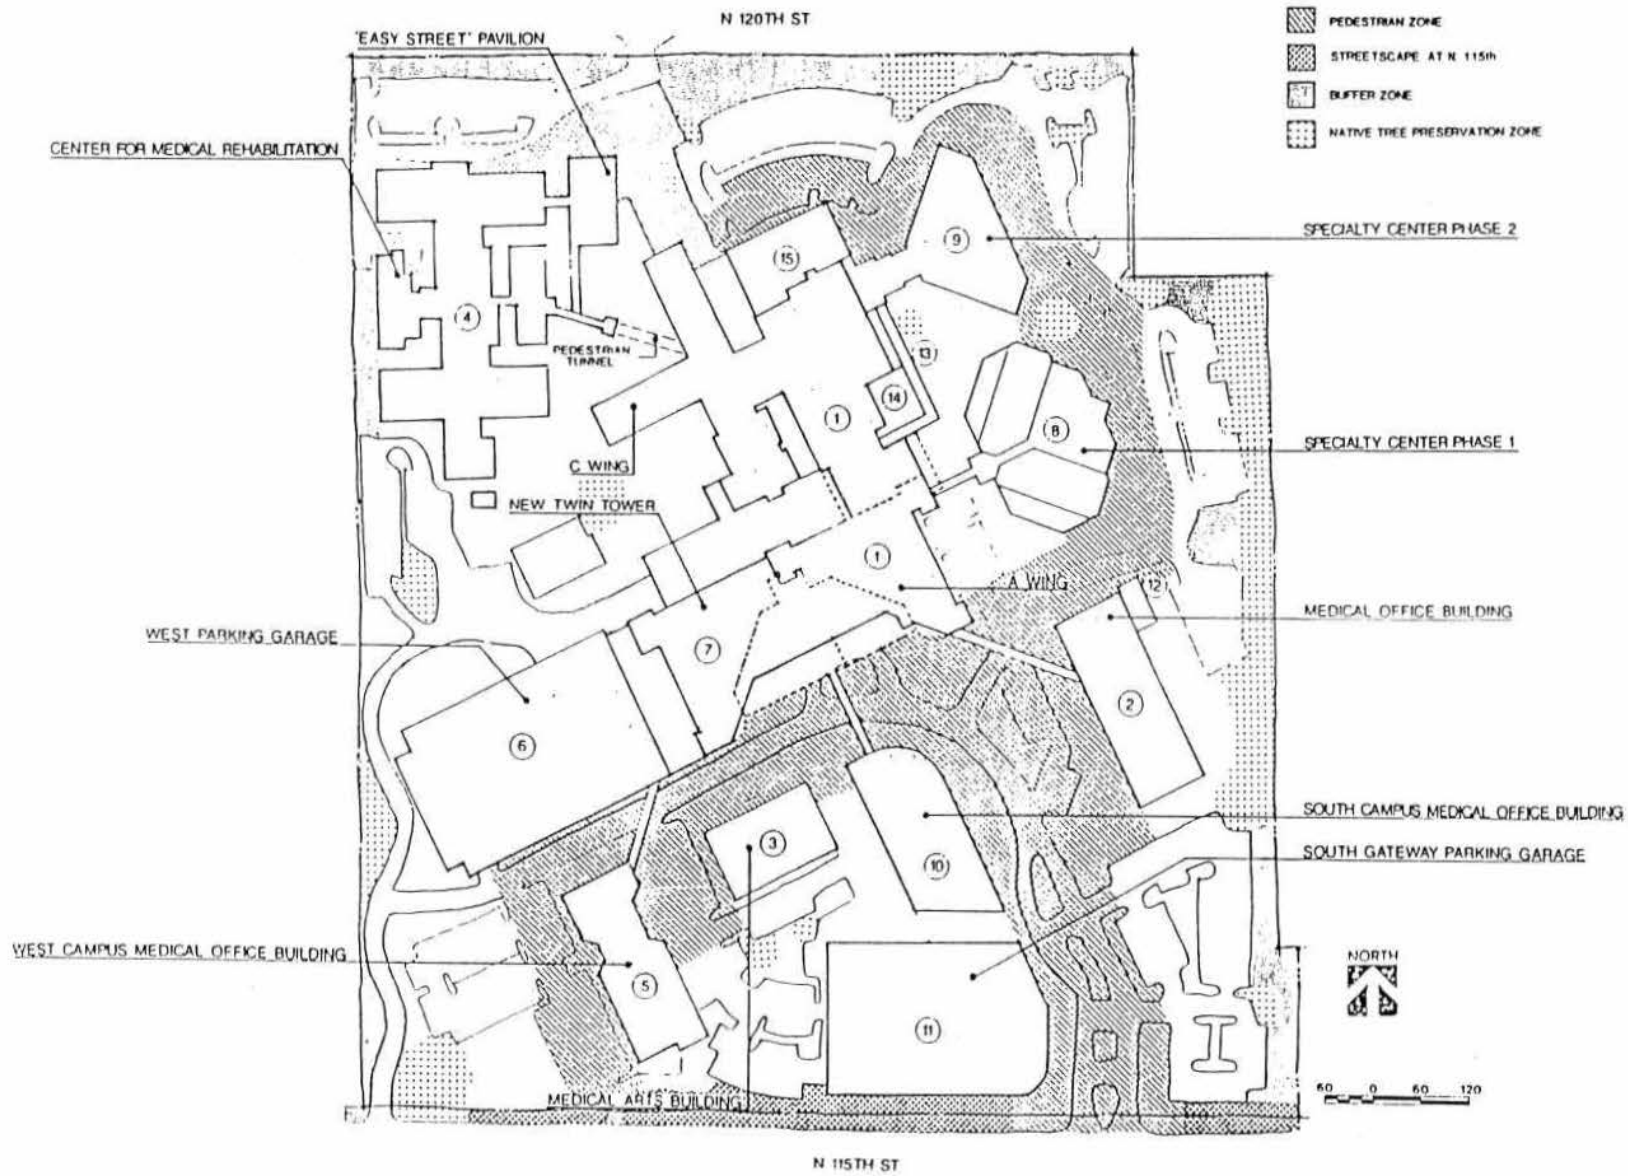 N 120TH ST
PEDESTRIAN ZONE
STREETSCAPE AT N 115th
BUFFER ZONE
NATIVE TREE PRESERVATION ZONE
'EASY STREET' PAVILION
CENTER FOR MEDICAL REHABILITATION
SPECIALTY CENTER PHASE 2
9
15
4
PEDESTRIAN
TUNNEL
13
14
1
8
SPECIALTY CENTER PHASE 1
C WING
NEW TWIN TOWER
1
A WING
12
MEDICAL OFFICE BUILDING
WEST PARKING GARAGE
7
2
6
SOUTH CAMPUS MEDICAL OFFICE BUILDING
3
SOUTH GATEWAY PARKING GARAGE
10
WEST CAMPUS MEDICAL OFFICE BUILDING
5
NORTH
11
60 0 60 120
MEDICAL ARTS BUILDING
N 115TH ST